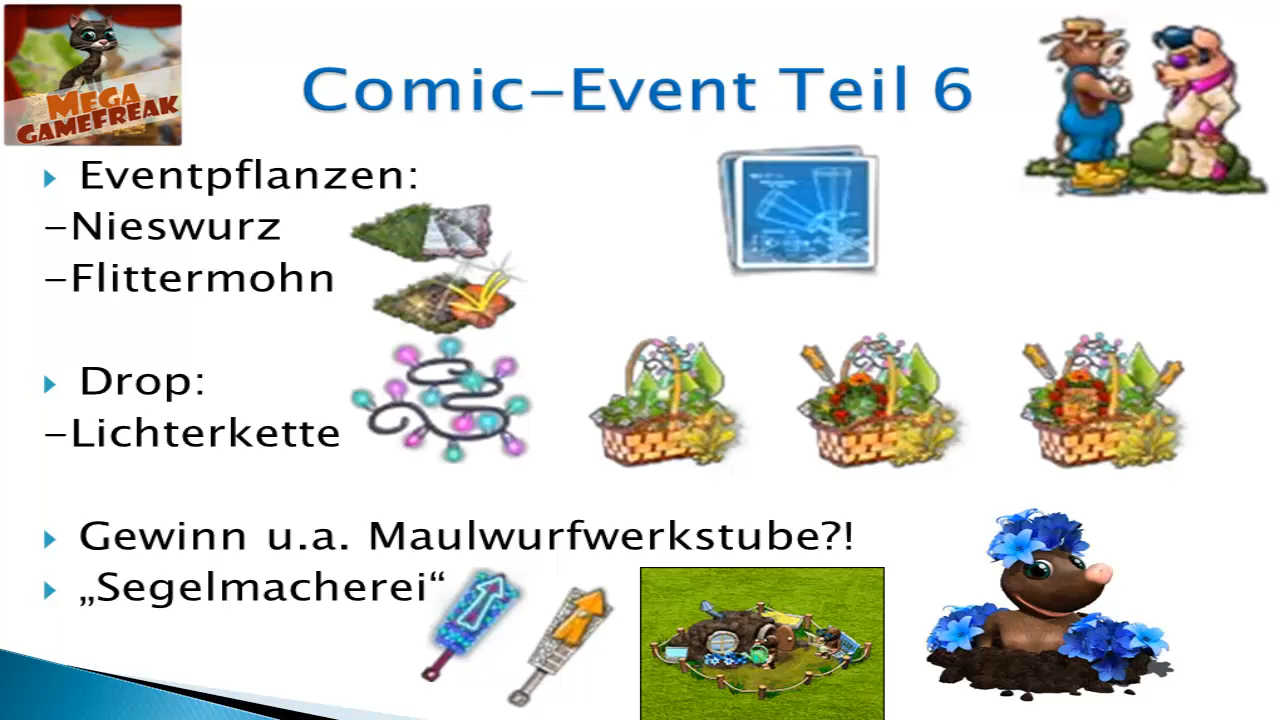 MEGA
GAMEFREAK
Comic-Event Teil 6
Eventpflanzen:
-Nieswurz
-Flittermohn
Drop:
-Lichterkette
Gewinn u.a. Maulwurfwerkstube?!
„Segelmacherei“